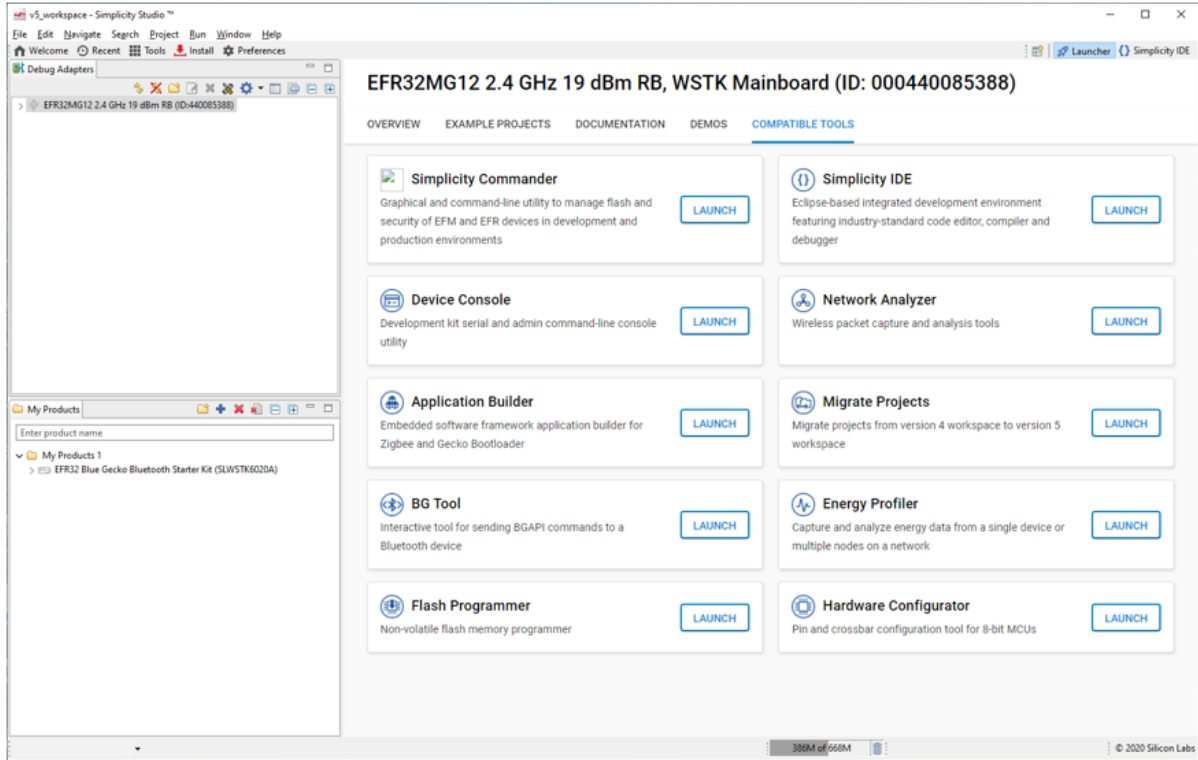 v5_workspace - Simplicity Studio ™
File Edit Navigate Search Project Run Window Help
Welcome Recent Tools Install Preferences
Launcher Simplicity IDE
Debug Adapters
EFR32MG12 2.4 GHz 19 dBm RB (ID:440085388)
My Products
Enter product name
My Products 1
EFR32 Blue Gecko Bluetooth Starter Kit (SLWSTK6020A)
EFR32MG12 2.4 GHz 19 dBm RB, WSTK Mainboard (ID: 000440085388)
OVERVIEW EXAMPLE PROJECTS DOCUMENTATION DEMOS COMPATIBLE TOOLS
Simplicity Commander
Graphical and command-line utility to manage flash and
security of EFM and EFR devices in development and
production environments
LAUNCH
Simplicity IDE
Eclipse-based integrated development environment
featuring industry-standard code editor, compiler and
debugger
LAUNCH
Device Console
Development kit serial and admin command-line console
utility
LAUNCH
Network Analyzer
Wireless packet capture and analysis tools
LAUNCH
Application Builder
Embedded software framework application builder for
Zigbee and Gecko Bootloader
LAUNCH
Migrate Projects
Migrate projects from version 4 workspace to version 5
workspace
LAUNCH
BG Tool
Interactive tool for sending BGAPI commands to a
Bluetooth device
LAUNCH
Energy Profiler
Capture and analyze energy data from a single device or
multiple nodes on a network
LAUNCH
Flash Programmer
Non-volatile flash memory programmer
LAUNCH
Hardware Configurator
Pin and crossbar configuration tool for 8-bit MCUs
LAUNCH
386M of 668M
© 2020 Silicon Labs